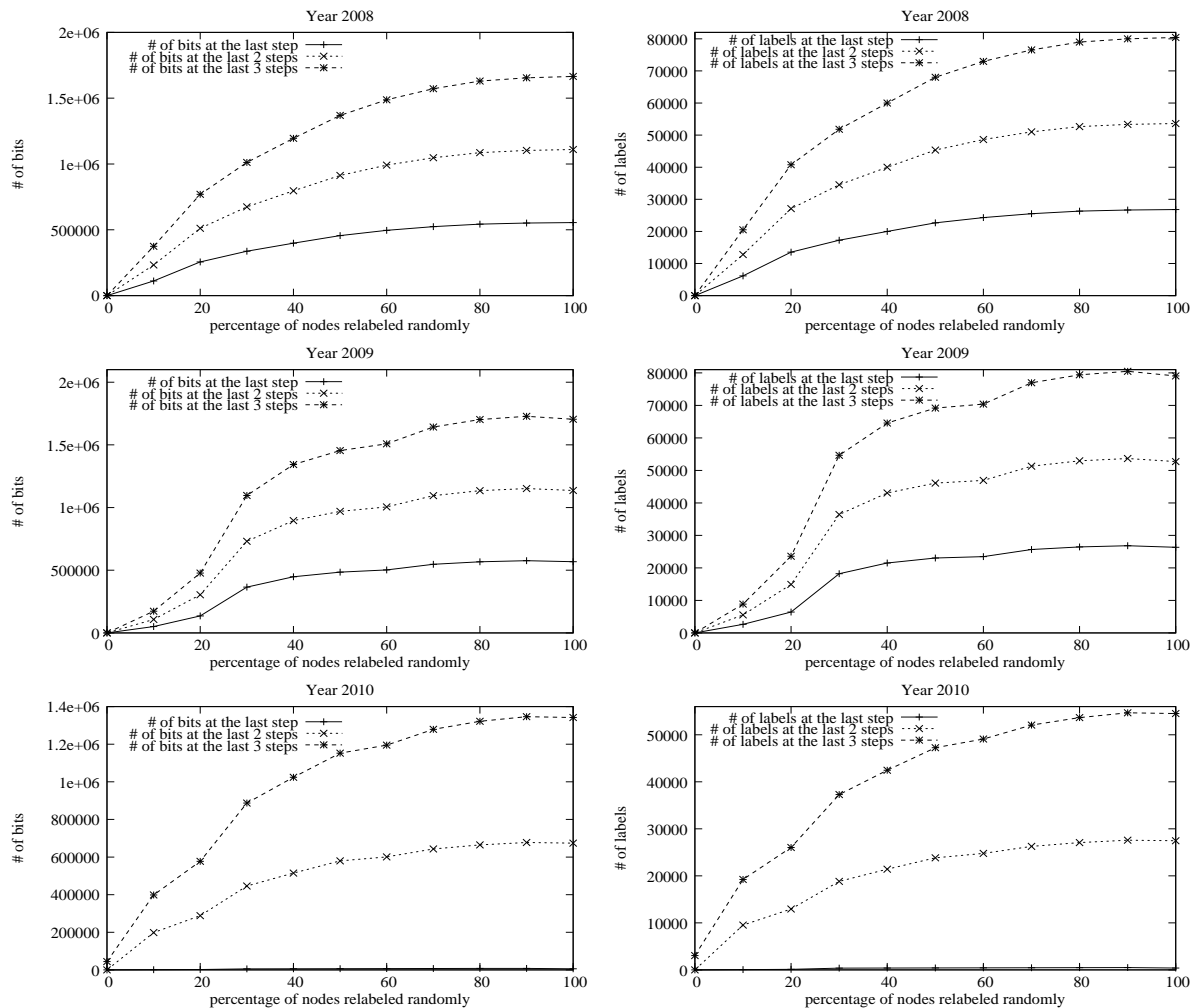 Year 2008
# of bits at the last step
# of bits at the last 2 steps
# of bits at the last 3 steps
2e+06
1.5e+06
1e+06
500000
0
# of bits
0 20 40 60 80 100
percentage of nodes relabeled randomly
Year 2008
# of labels at the last step
# of labels at the last 2 steps
# of labels at the last 3 steps
80000
70000
60000
50000
40000
30000
20000
10000
0
# of labels
0 20 40 60 80 100
percentage of nodes relabeled randomly
Year 2009
# of bits at the last step
# of bits at the last 2 steps
# of bits at the last 3 steps
2e+06
1.5e+06
1e+06
500000
0
# of bits
0 20 40 60 80 100
percentage of nodes relabeled randomly
Year 2009
# of labels at the last step
# of labels at the last 2 steps
# of labels at the last 3 steps
80000
70000
60000
50000
40000
30000
20000
10000
0
# of labels
0 20 40 60 80 100
percentage of nodes relabeled randomly
Year 2010
# of bits at the last step
# of bits at the last 2 steps
# of bits at the last 3 steps
1.4e+06
1.2e+06
1e+06
800000
600000
400000
200000
0
# of bits
0 20 40 60 80 100
percentage of nodes relabeled randomly
Year 2010
# of labels at the last step
# of labels at the last 2 steps
# of labels at the last 3 steps
50000
40000
30000
20000
10000
0
# of labels
0 20 40 60 80 100
percentage of nodes relabeled randomly